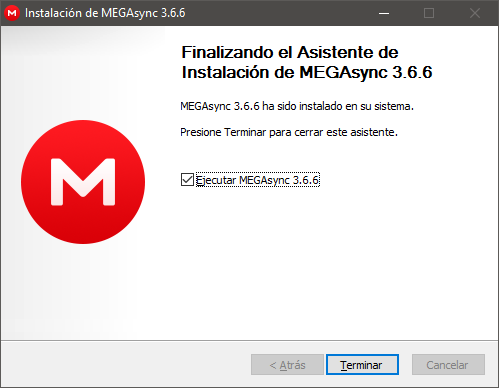 Instalación de MEGAsync 3.6.6
Finalizando el Asistente de
Instalación de MEGAsync 3.6.6
MEGAsync 3.6.6 ha sido instalado en su sistema.
Presione Terminar para cerrar este asistente.
M
Ejecutar MEGAsync 3.6.6
< Atrás
Terminar
Cancelar